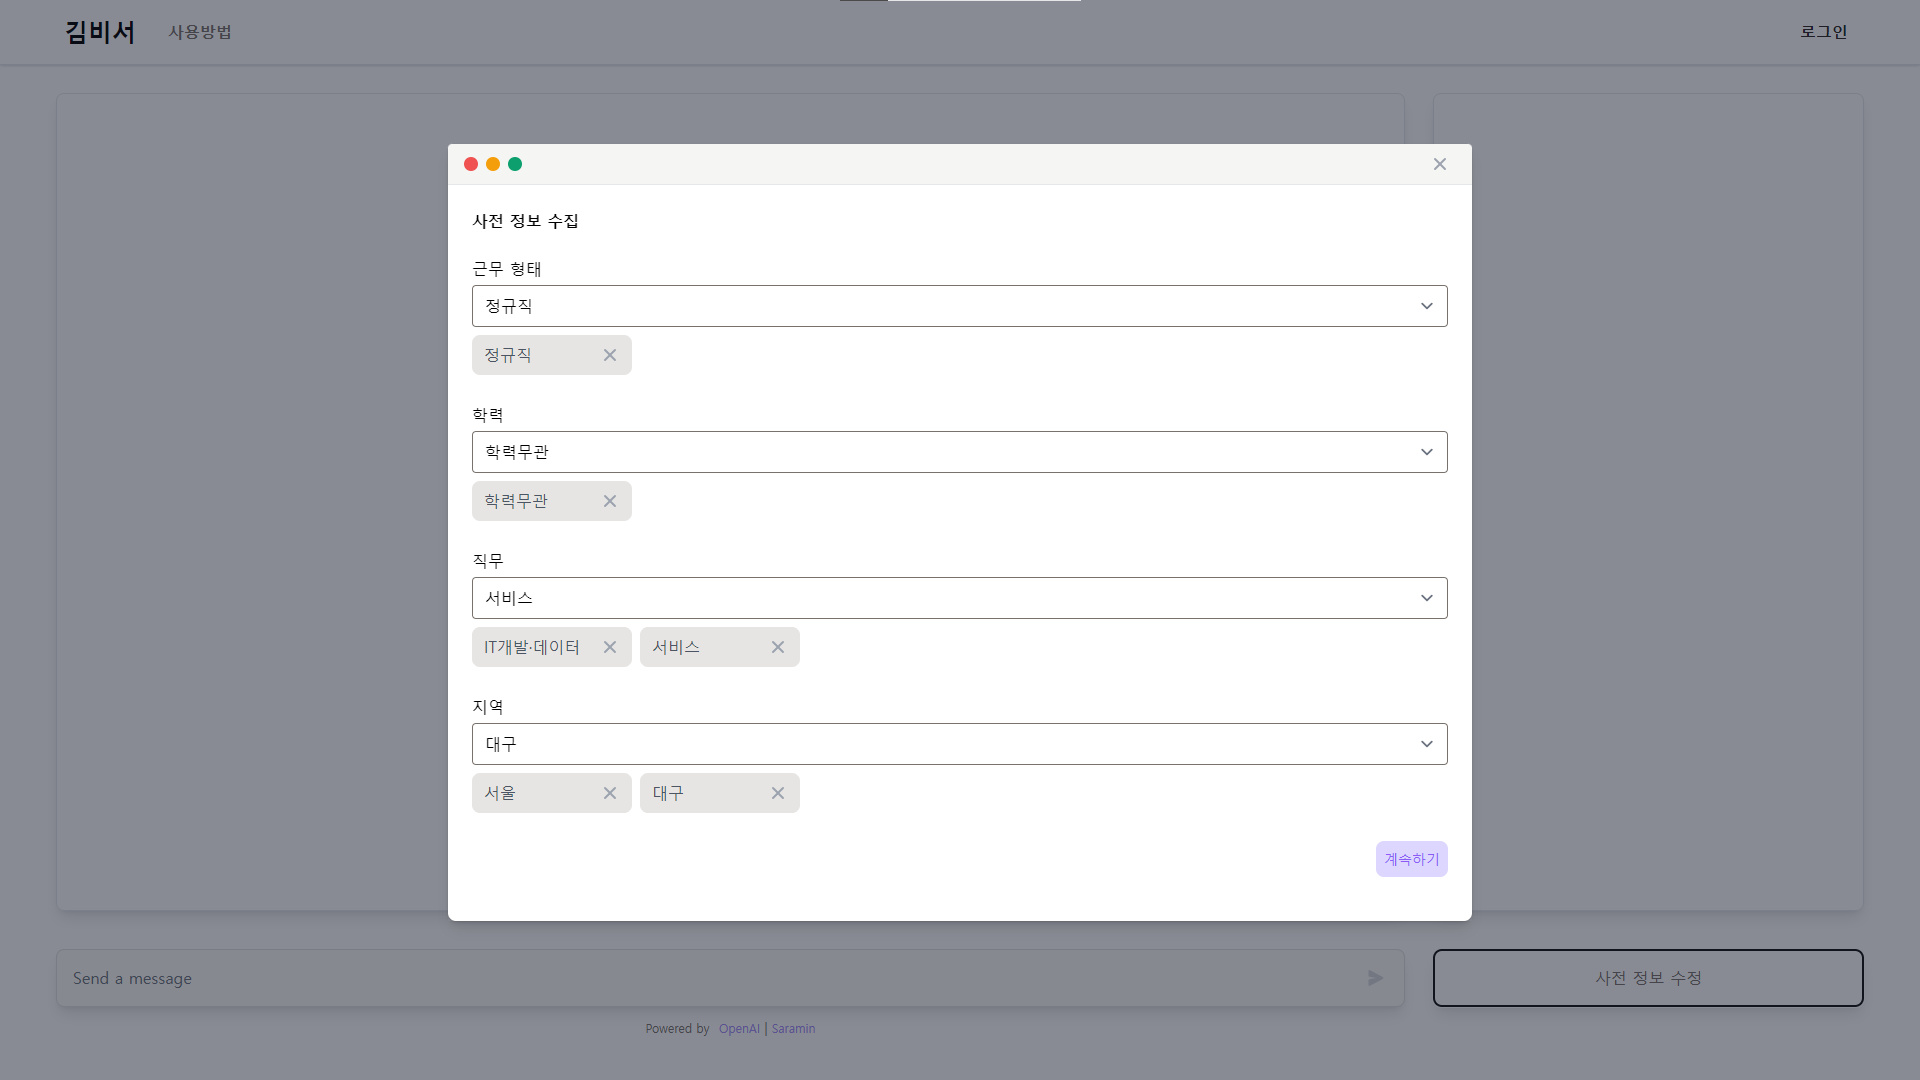 김비서 사용방법 로그인
사전 정보 수집
근무 형태
정규직
정규직
학력
학력무관
학력무관
직무
서비스
IT개발·데이터 서비스
지역
대구
서울 대구
계속하기
Send a message
사전 정보 수정
Powered by OpenAI | Saramin